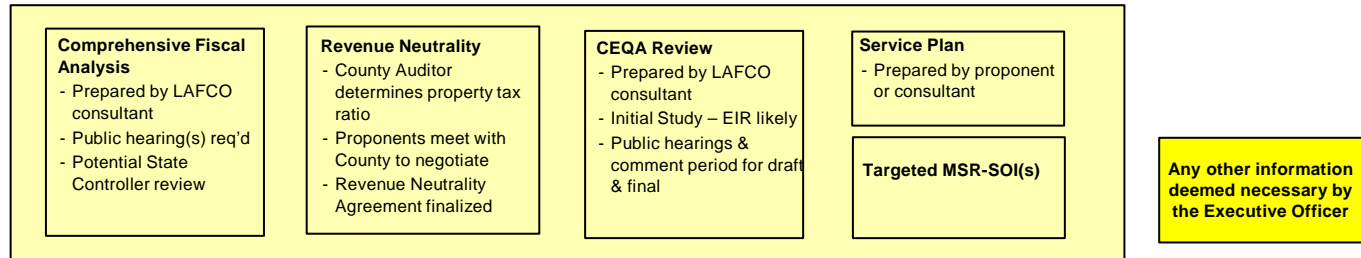 Comprehensive Fiscal
Analysis
- Prepared by LAFCO
consultant
- Public hearing(s) req'd
- Potential State
Controller review
Revenue Neutrality
- County Auditor
determines property tax
ratio
- Proponents meet with
County to negotiate
- Revenue Neutrality
Agreement finalized
CEQA Review
- Prepared by LAFCO
consultant
- Initial Study – EIR likely
- Public hearings &
comment period for draft
& final
Service Plan
- Prepared by proponent
or consultant
Targeted MSR-SOI(s)
Any other information
deemed necessary by
the Executive Officer